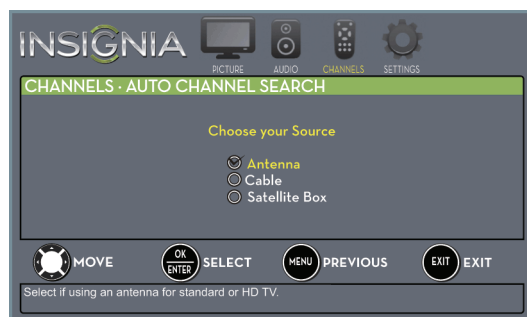 INSIGNIA
PICTURE AUDIO CHANNELS SETTINGS
CHANNELS · AUTO CHANNEL SEARCH
Choose your Source
Antenna
Cable
Satellite Box
MOVE OK ENTER SELECT MENU PREVIOUS EXIT EXIT
Select if using an antenna for standard or HD TV.